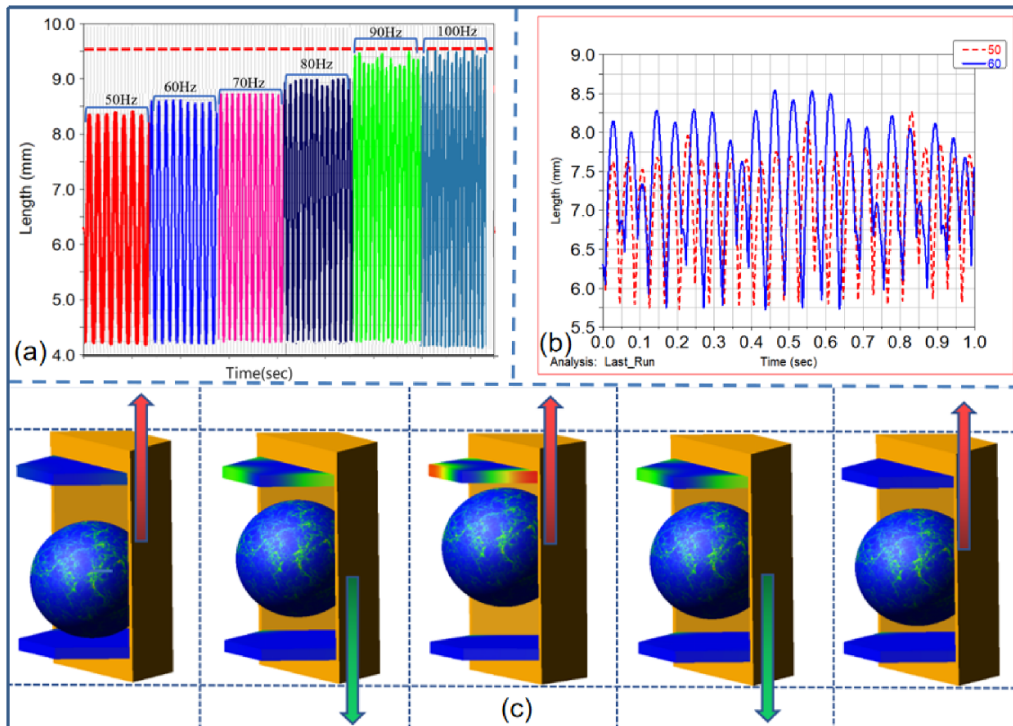 10.0
9.0
8.0
7.0
6.0
5.0
4.0
Length (mm)
50Hz
60Hz
70Hz
80Hz
90Hz
100Hz
(a)
Time(sec)
9.0
8.5
8.0
7.5
7.0
6.5
6.0
5.5
Length (mm)
50
60
0.0 0.1 0.2 0.3 0.4 0.5 0.6 0.7 0.8 0.9 1.0
(b)
Analysis: Last_Run
Time (sec)
(c)